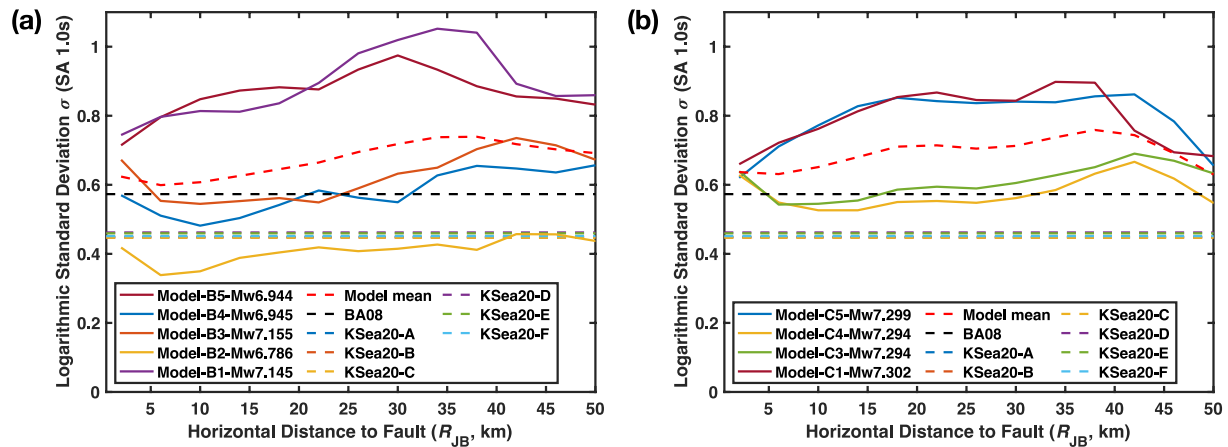 (a)
Logarithmic Standard Deviation σ (SA 1.0s)
1
0.8
0.6
0.4
0.2
0
Model-B5-Mw6.944
Model-B4-Mw6.945
Model-B3-Mw7.155
Model-B2-Mw6.786
Model-B1-Mw7.145
Model mean
BA08
KSea20-A
KSea20-B
KSea20-C
KSea20-D
KSea20-E
KSea20-F
5 10 15 20 25 30 35 40 45 50
Horizontal Distance to Fault (RJB, km)
(b)
Logarithmic Standard Deviation σ (SA 1.0s)
1
0.8
0.6
0.4
0.2
0
Model-C5-Mw7.299
Model-C4-Mw7.294
Model-C3-Mw7.294
Model-C1-Mw7.302
Model mean
BA08
KSea20-A
KSea20-B
KSea20-C
KSea20-D
KSea20-E
KSea20-F
5 10 15 20 25 30 35 40 45 50
Horizontal Distance to Fault (RJB, km)